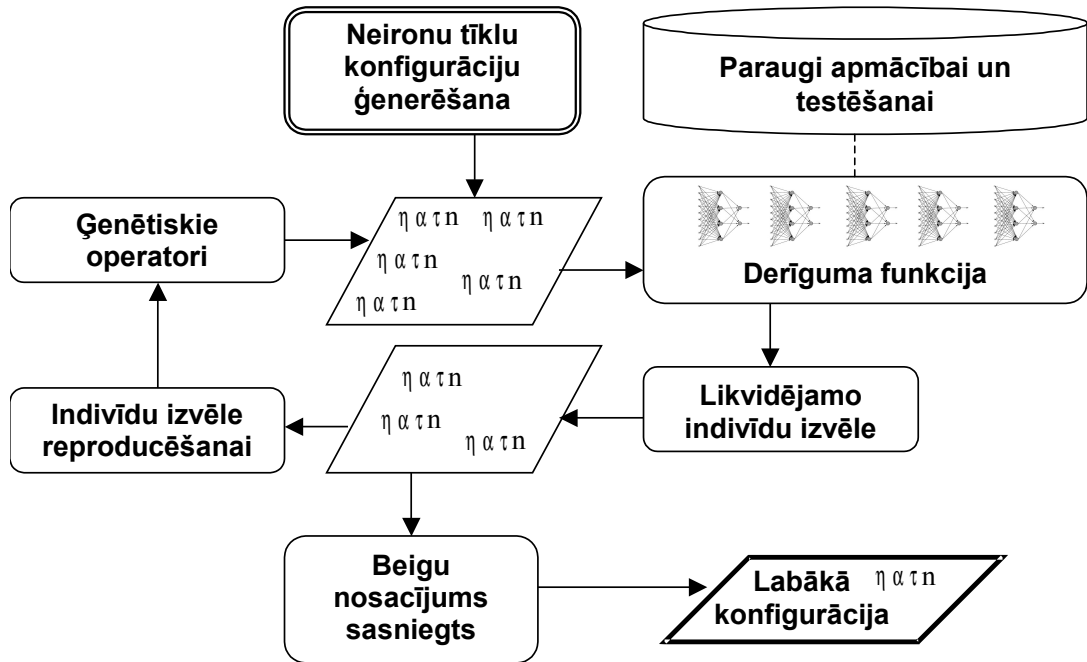 Neironu tīklu
konfigurāciju
ģenerēšana
Paraugi apmācībai un
testēšanai
Ģenētiskie
operatori
η α τ n η α τ n
η α τ n
η α τ n
η α τ n
Derīguma funkcija
Indivīdu izvēle
reproducēšanai
η α τ n
η α τ n
η α τ n
Likvidējamo
indivīdu izvēle
Beigu
nosacījums
sasniegts
Labākā η α τ n
konfigurācija